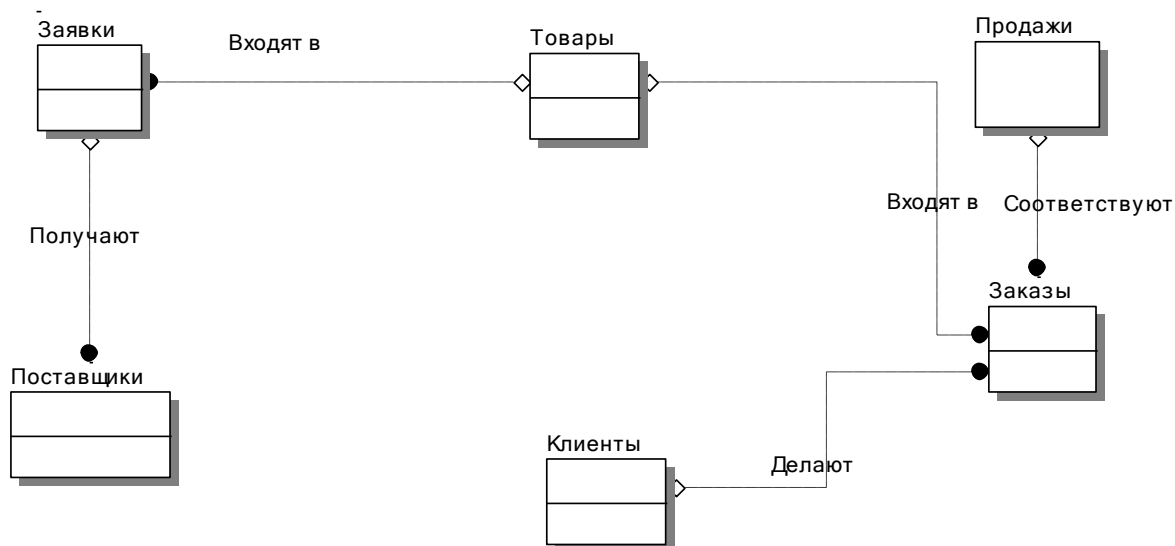 Заявки
Входят в
Товары
Продажи
Получают
Входят в
Соответствуют
Заказы
Поставщики
Клиенты
Делают